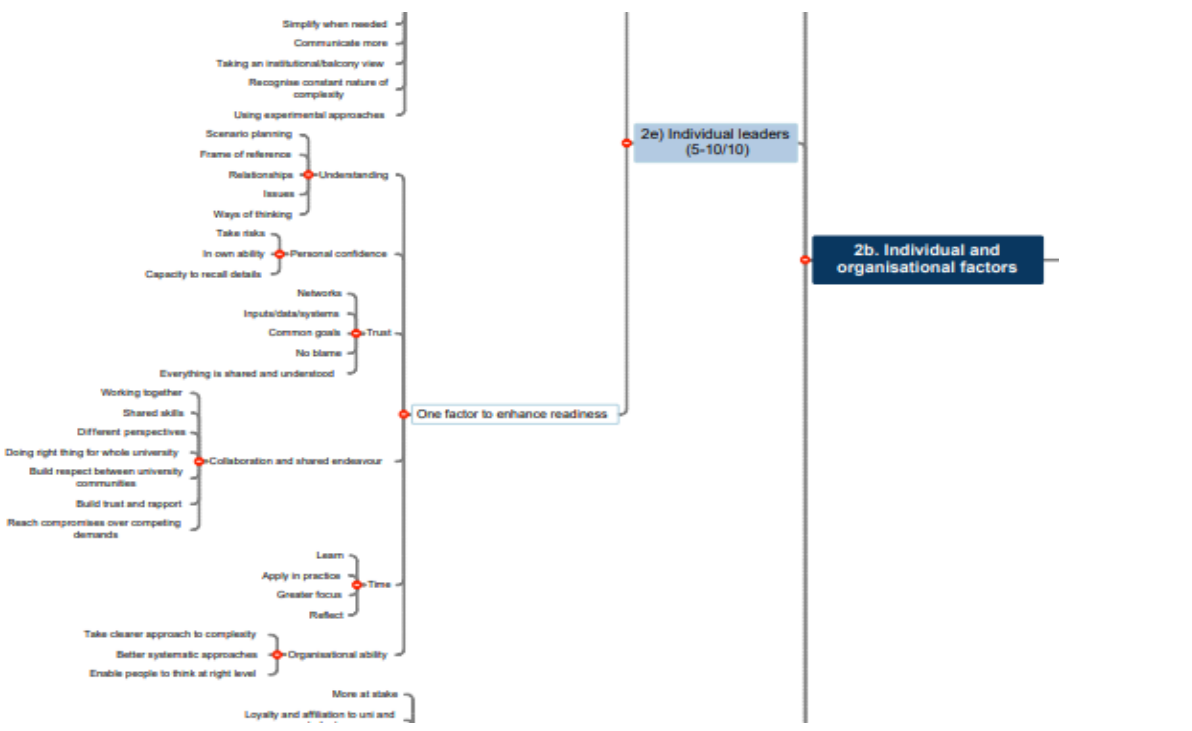 Simplify when needed
Communicate more
Taking an institutional/balcony view
Recognise constant nature of
complexity
Using experimental approaches
2e) Individual leaders
(5-10/10)
Scenario planning
Frame of reference
Relationships
Issues
Ways of thinking
Understanding
Take risks
In own ability
Capacity to recall details
Personal confidence
2b. Individual and
organisational factors
Networks
Inputs/data/systems
Common goals
No blame
Everything is shared and understood
Trust
One factor to enhance readiness
Working together
Shared skills
Different perspectives
Doing right thing for whole university
Build respect between university
communities
Build trust and rapport
Reach compromises over competing
demands
Collaboration and shared endeavour
Learn
Apply in practice
Greater focus
Reflect
Time
Take clearer approach to complexity
Better systematic approaches
Enable people to think at right level
Organisational ability
More at stake
Loyalty and affiliation to uni and